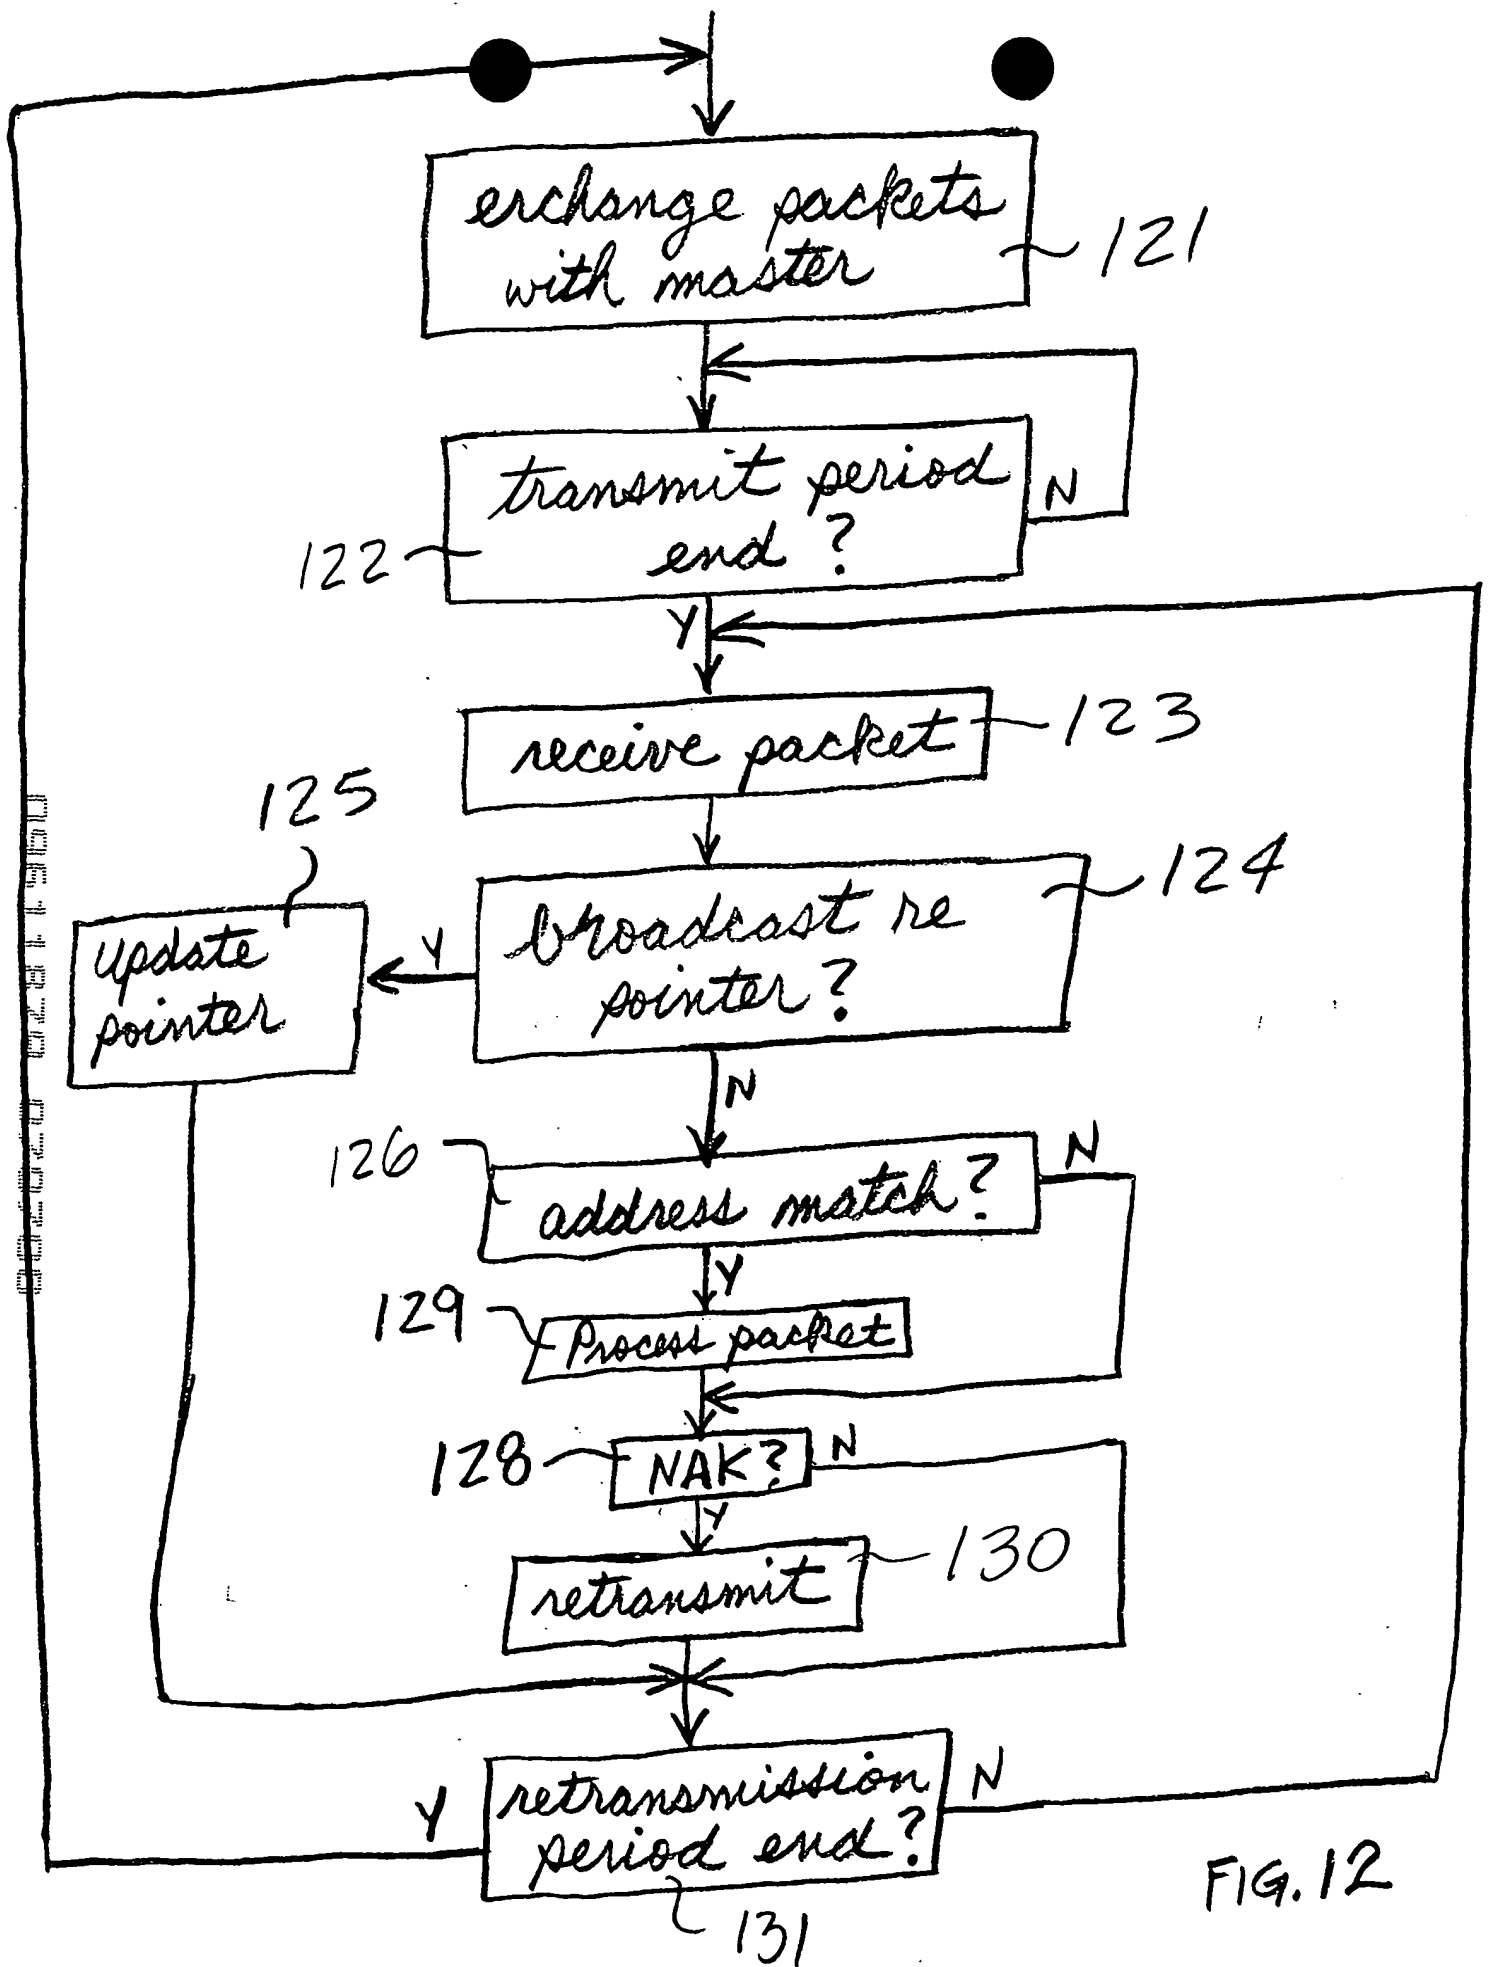 exchange packets
with master
121
transmit period
end ?
N
122
Y
receive packet
123
125
124
update
pointer
Y
broadcast re
pointer ?
N
126
address match ?
N
Y
129
Process packet
128
NAK ?
N
Y
retransmit
130
Y
retransmission
period end ?
N
131
FIG. 12